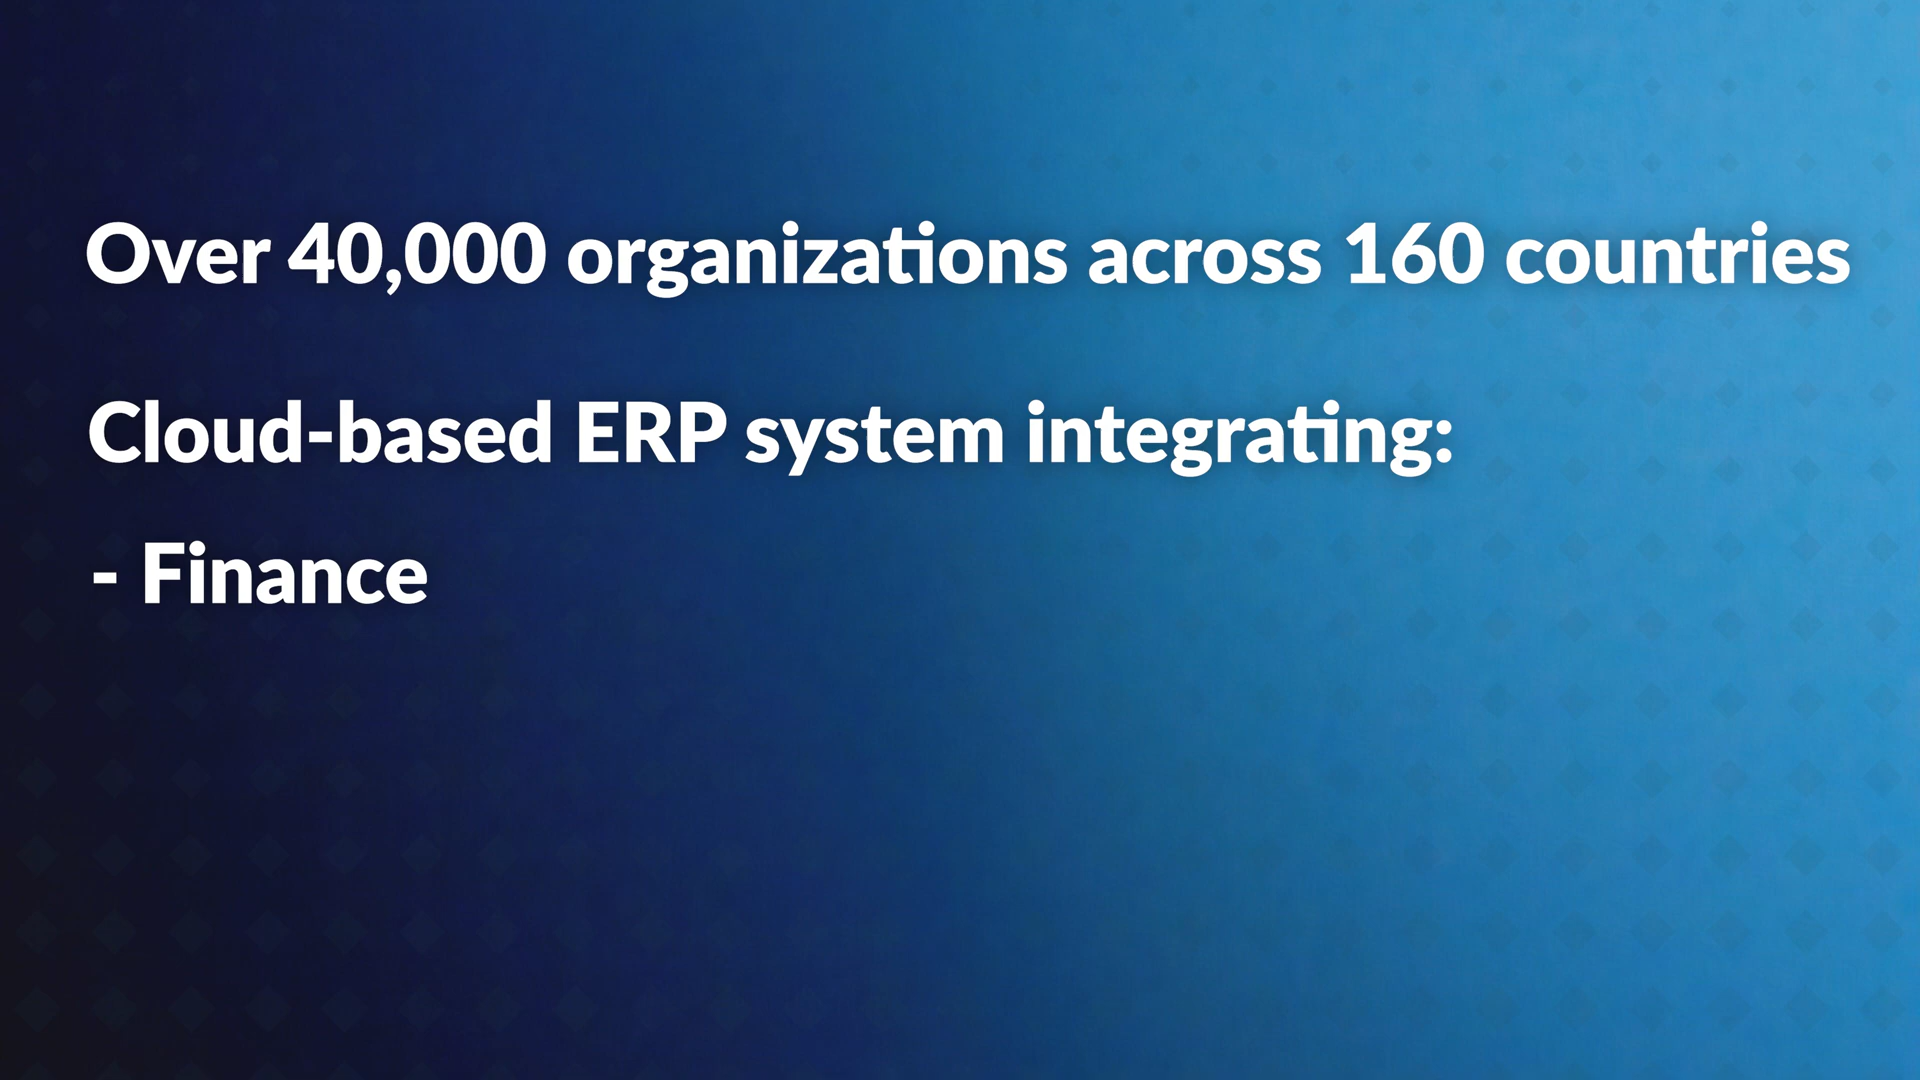 Over 40,000 organizations across 160 countries
Cloud-based ERP system integrating:
- Finance